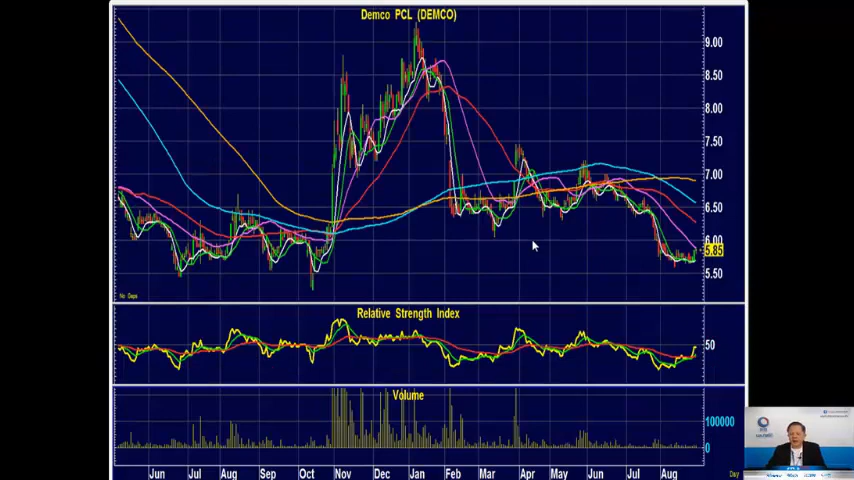 Demco PCL (DEMCO)
9.00
8.50
8.00
7.50
7.00
6.50
6.00
5.85
5.50
No Gaps
Relative Strength Index
50
Volume
100000
0
Jun Jul Aug Sep Oct Nov Dec Jan Feb Mar Apr May Jun Jul Aug
Day